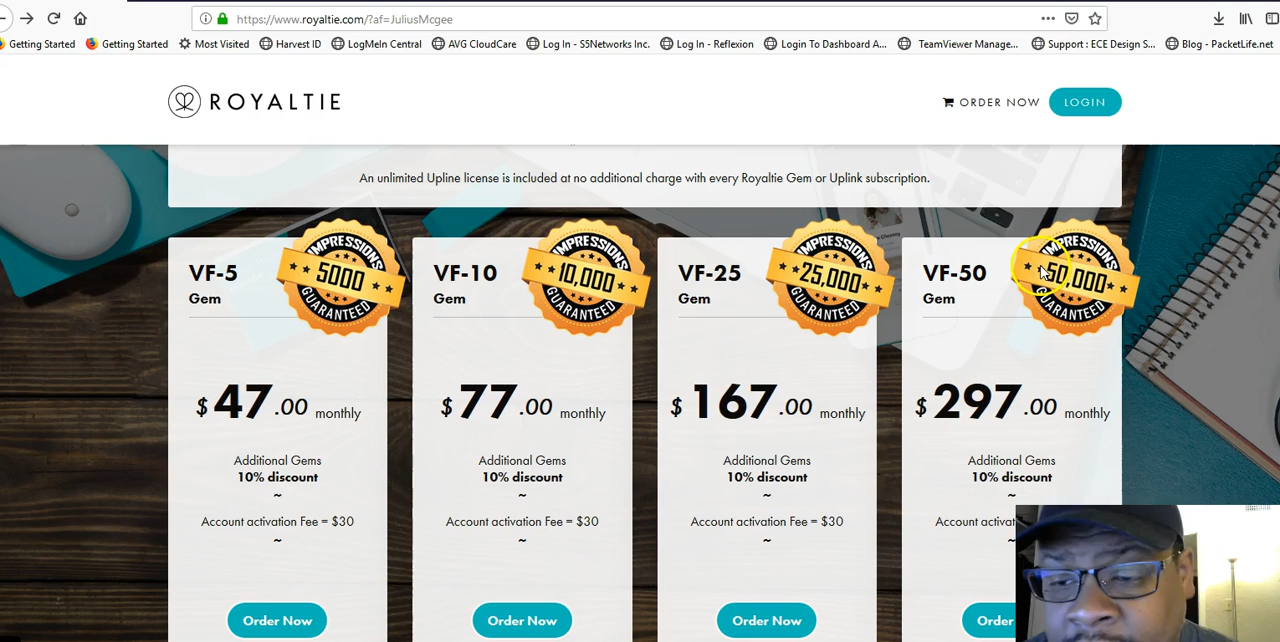 https://www.royaltie.com/?af=JuliusMcgee
Getting Started
Getting Started
Most Visited
Harvest ID
LogMeIn Central
AVG CloudCare
Log In - S5Networks Inc.
Log In - Reflexion
Login To Dashboard A...
TeamViewer Manage...
Support : ECE Design S...
Blog - PacketLife.net
ROYALTIE
ORDER NOW
LOGIN
An unlimited Upline license is included at no additional charge with every Royaltie Gem or Uplink subscription.
VF-5
Gem
IMPRESSIONS
5000
GUARANTEED
$47.00 monthly
Additional Gems
10% discount
~
Account activation Fee = $30
~
Order Now
VF-10
Gem
IMPRESSIONS
10,000
GUARANTEED
$77.00 monthly
Additional Gems
10% discount
~
Account activation Fee = $30
~
Order Now
VF-25
Gem
IMPRESSIONS
25,000
GUARANTEED
$167.00 monthly
Additional Gems
10% discount
~
Account activation Fee = $30
~
Order Now
VF-50
Gem
IMPRESSIONS
50,000
GUARANTEED
$297.00 monthly
Additional Gems
10% discount
~
Account
Order